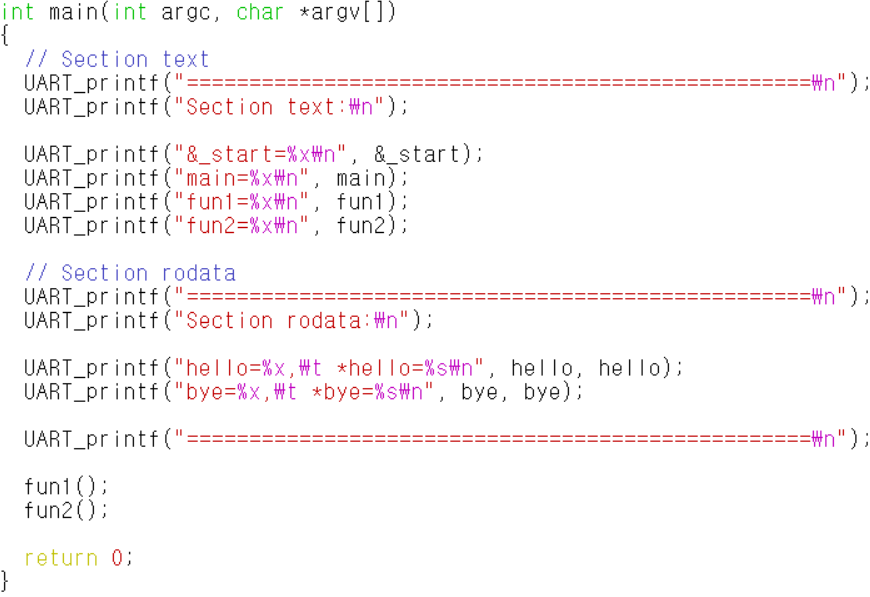 int main(int argc, char *argv[])
{
  // Section text
  UART_printf("==================================================₩n");
  UART_printf("Section text:₩n");
  UART_printf("&_start=%x₩n", &_start);
  UART_printf("main=%x₩n", main);
  UART_printf("fun1=%x₩n", fun1);
  UART_printf("fun2=%x₩n", fun2);
  // Section rodata
  UART_printf("==================================================₩n");
  UART_printf("Section rodata:₩n");
  UART_printf("hello=%x,₩t *hello=%s₩n", hello, hello);
  UART_printf("bye=%x,₩t *bye=%s₩n", bye, bye);
  UART_printf("==================================================₩n");
  fun1();
  fun2();
  return 0;
}